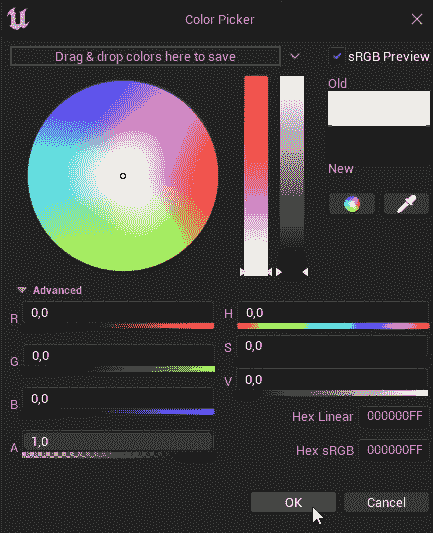 Color Picker
Drag & drop colors here to save
sRGB Preview
Old
New
Advanced
R 0,0
H 0,0
G 0,0
S 0,0
B 0,0
V 0,0
A 1,0
Hex Linear 000000FF
Hex sRGB 000000FF
OK Cancel